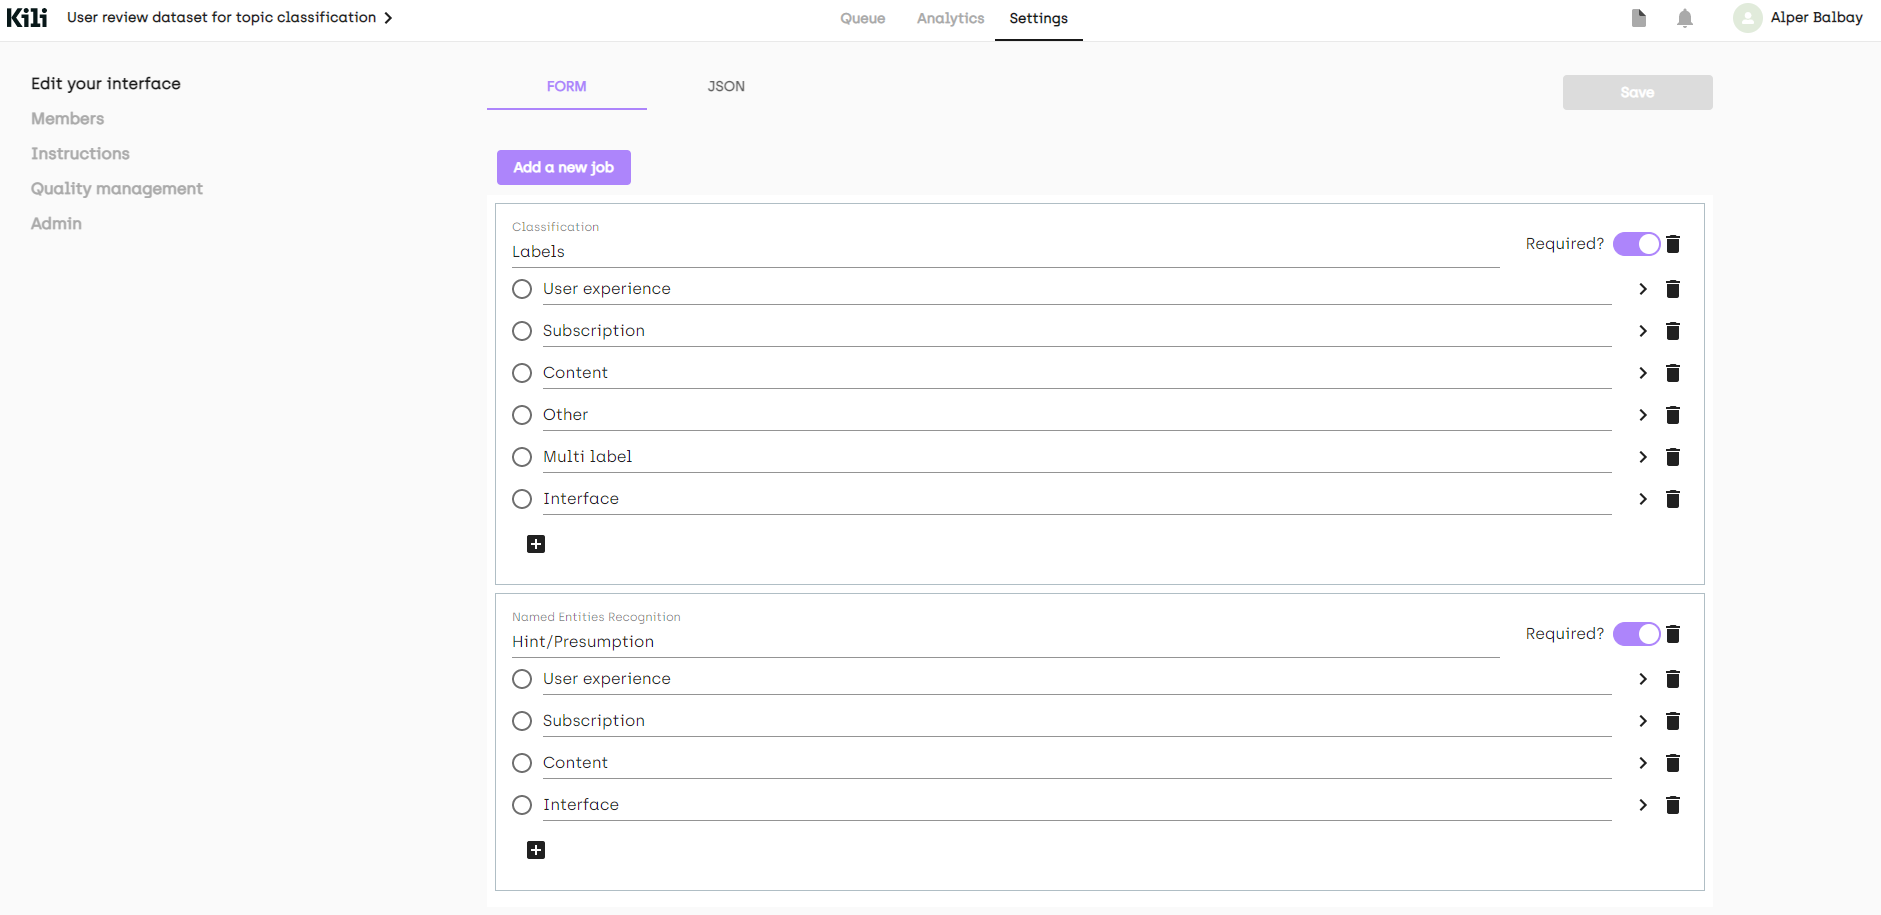 Kili User review dataset for topic classification Queue Analytics Settings Alper Balbay
Edit your interface
Members
Instructions
Quality management
Admin
FORM JSON Save
Add a new job
Classification
Labels Required?
User experience
Subscription
Content
Other
Multi label
Interface
Named Entities Recognition
Hint/Presumption Required?
User experience
Subscription
Content
Interface